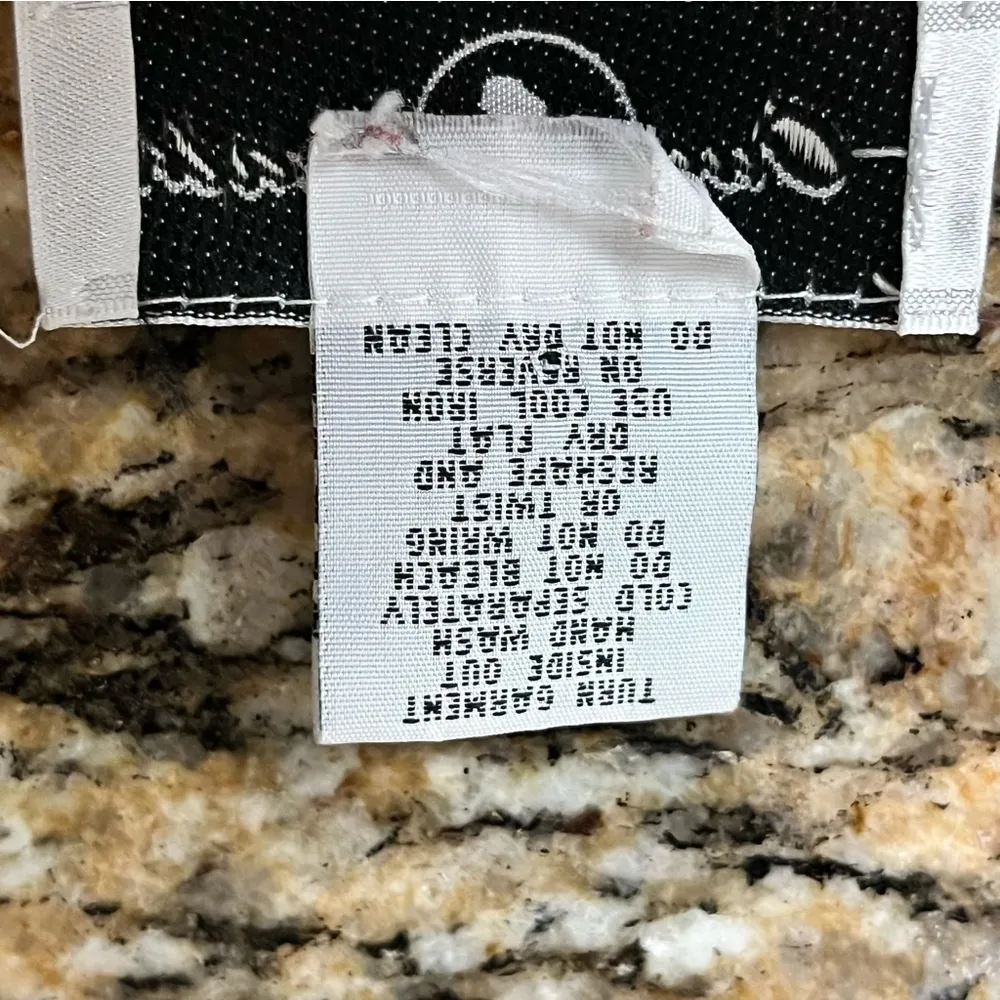 TURN GARMENT
INSIDE OUT
HAND WASH
COLD SEPARATELY
DO NOT BLEACH
DO NOT WRING
OR TWIST
RESHAPE AND
DRY FLAT
USE COOL IRON
ON REVERSE
DO NOT DRY CLEAN